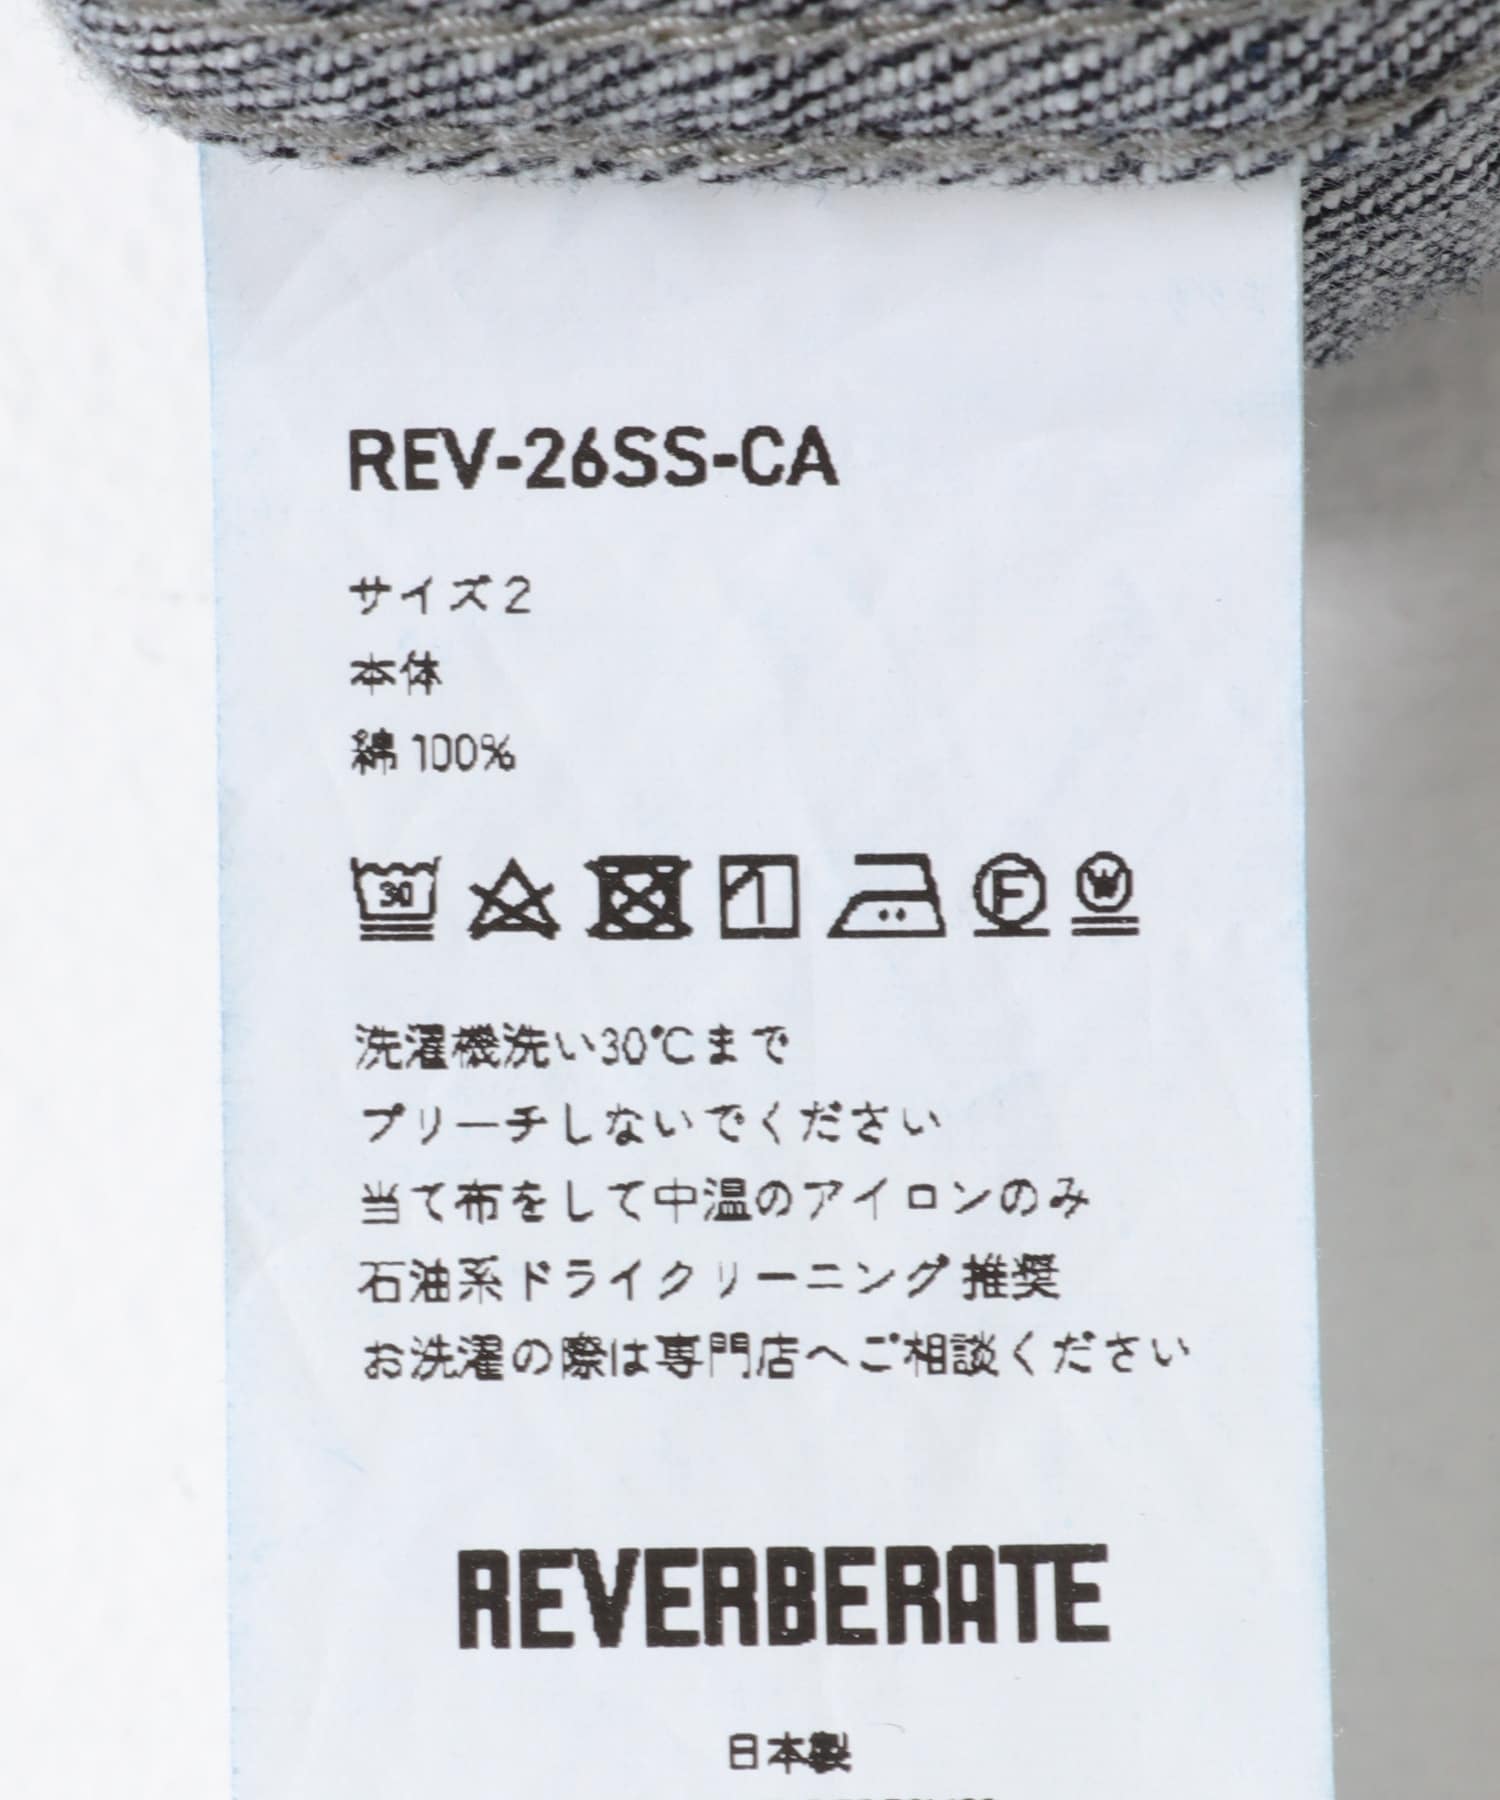 REV-26SS-CA
サイズ2
本体
綿 100%
30
F
W
洗濯機洗い30℃まで
ブリーチしないでください
当て布をして中温のアイロンのみ
石油系ドライクリーニング推奨
お洗濯の際は専門店へご相談ください
REVERBERATE
日本製